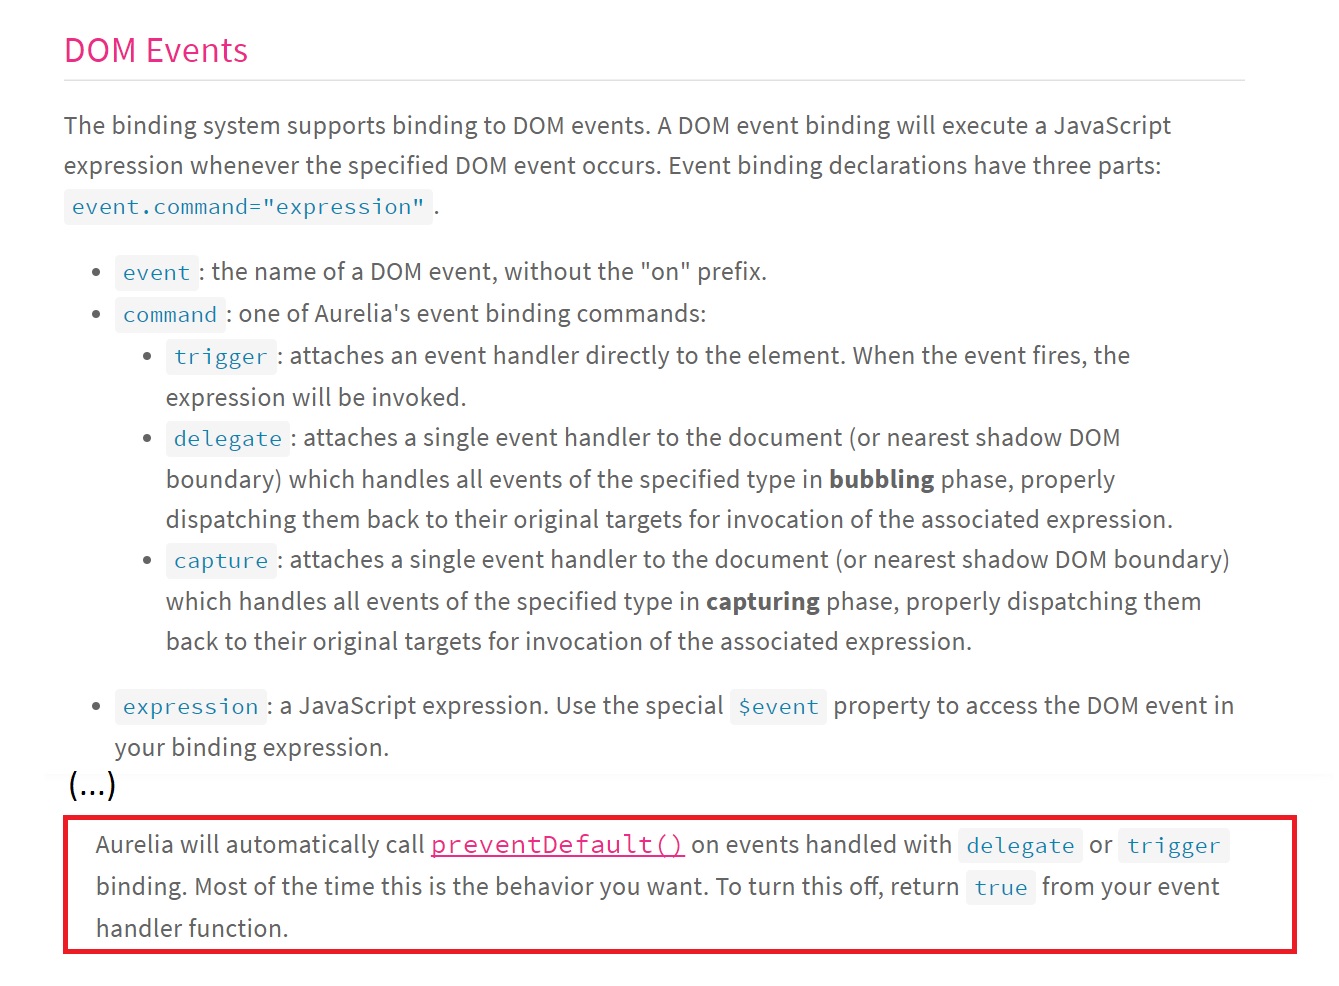 DOM Events
The binding system supports binding to DOM events. A DOM event binding will execute a JavaScript
expression whenever the specified DOM event occurs. Event binding declarations have three parts:
event.command="expression" .
• event : the name of a DOM event, without the "on" prefix.
• command : one of Aurelia's event binding commands:
• trigger : attaches an event handler directly to the element. When the event fires, the
expression will be invoked.
• delegate : attaches a single event handler to the document (or nearest shadow DOM
boundary) which handles all events of the specified type in bubbling phase, properly
dispatching them back to their original targets for invocation of the associated expression.
• capture : attaches a single event handler to the document (or nearest shadow DOM boundary)
which handles all events of the specified type in capturing phase, properly dispatching them
back to their original targets for invocation of the associated expression.
• expression : a JavaScript expression. Use the special $event property to access the DOM event in
your binding expression.
(...)
Aurelia will automatically call preventDefault() on events handled with delegate or trigger
binding. Most of the time this is the behavior you want. To turn this off, return true from your event
handler function.